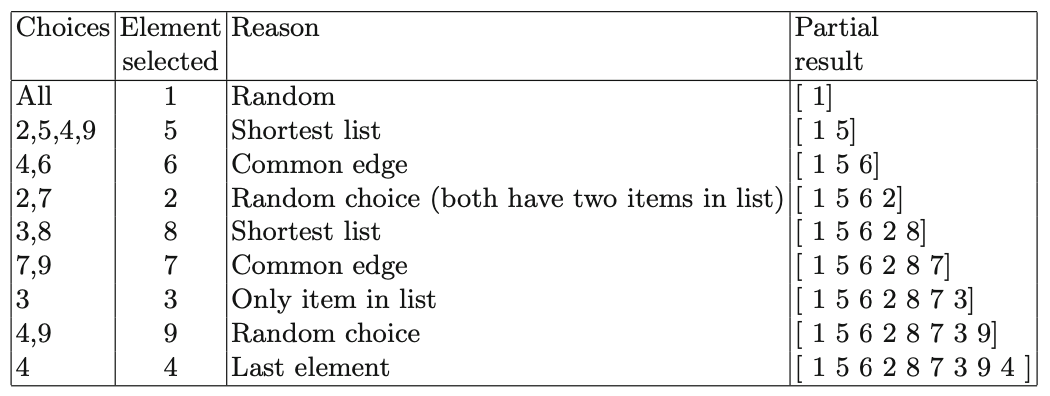 Choices Element Reason Partial
selected result
All 1 Random [ 1]
2,5,4,9 5 Shortest list [ 1 5]
4,6 6 Common edge [ 1 5 6]
2,7 2 Random choice (both have two items in list) [ 1 5 6 2]
3,8 8 Shortest list [ 1 5 6 2 8]
7,9 7 Common edge [ 1 5 6 2 8 7]
3 3 Only item in list [ 1 5 6 2 8 7 3]
4,9 9 Random choice [ 1 5 6 2 8 7 3 9]
4 4 Last element [ 1 5 6 2 8 7 3 9 4 ]